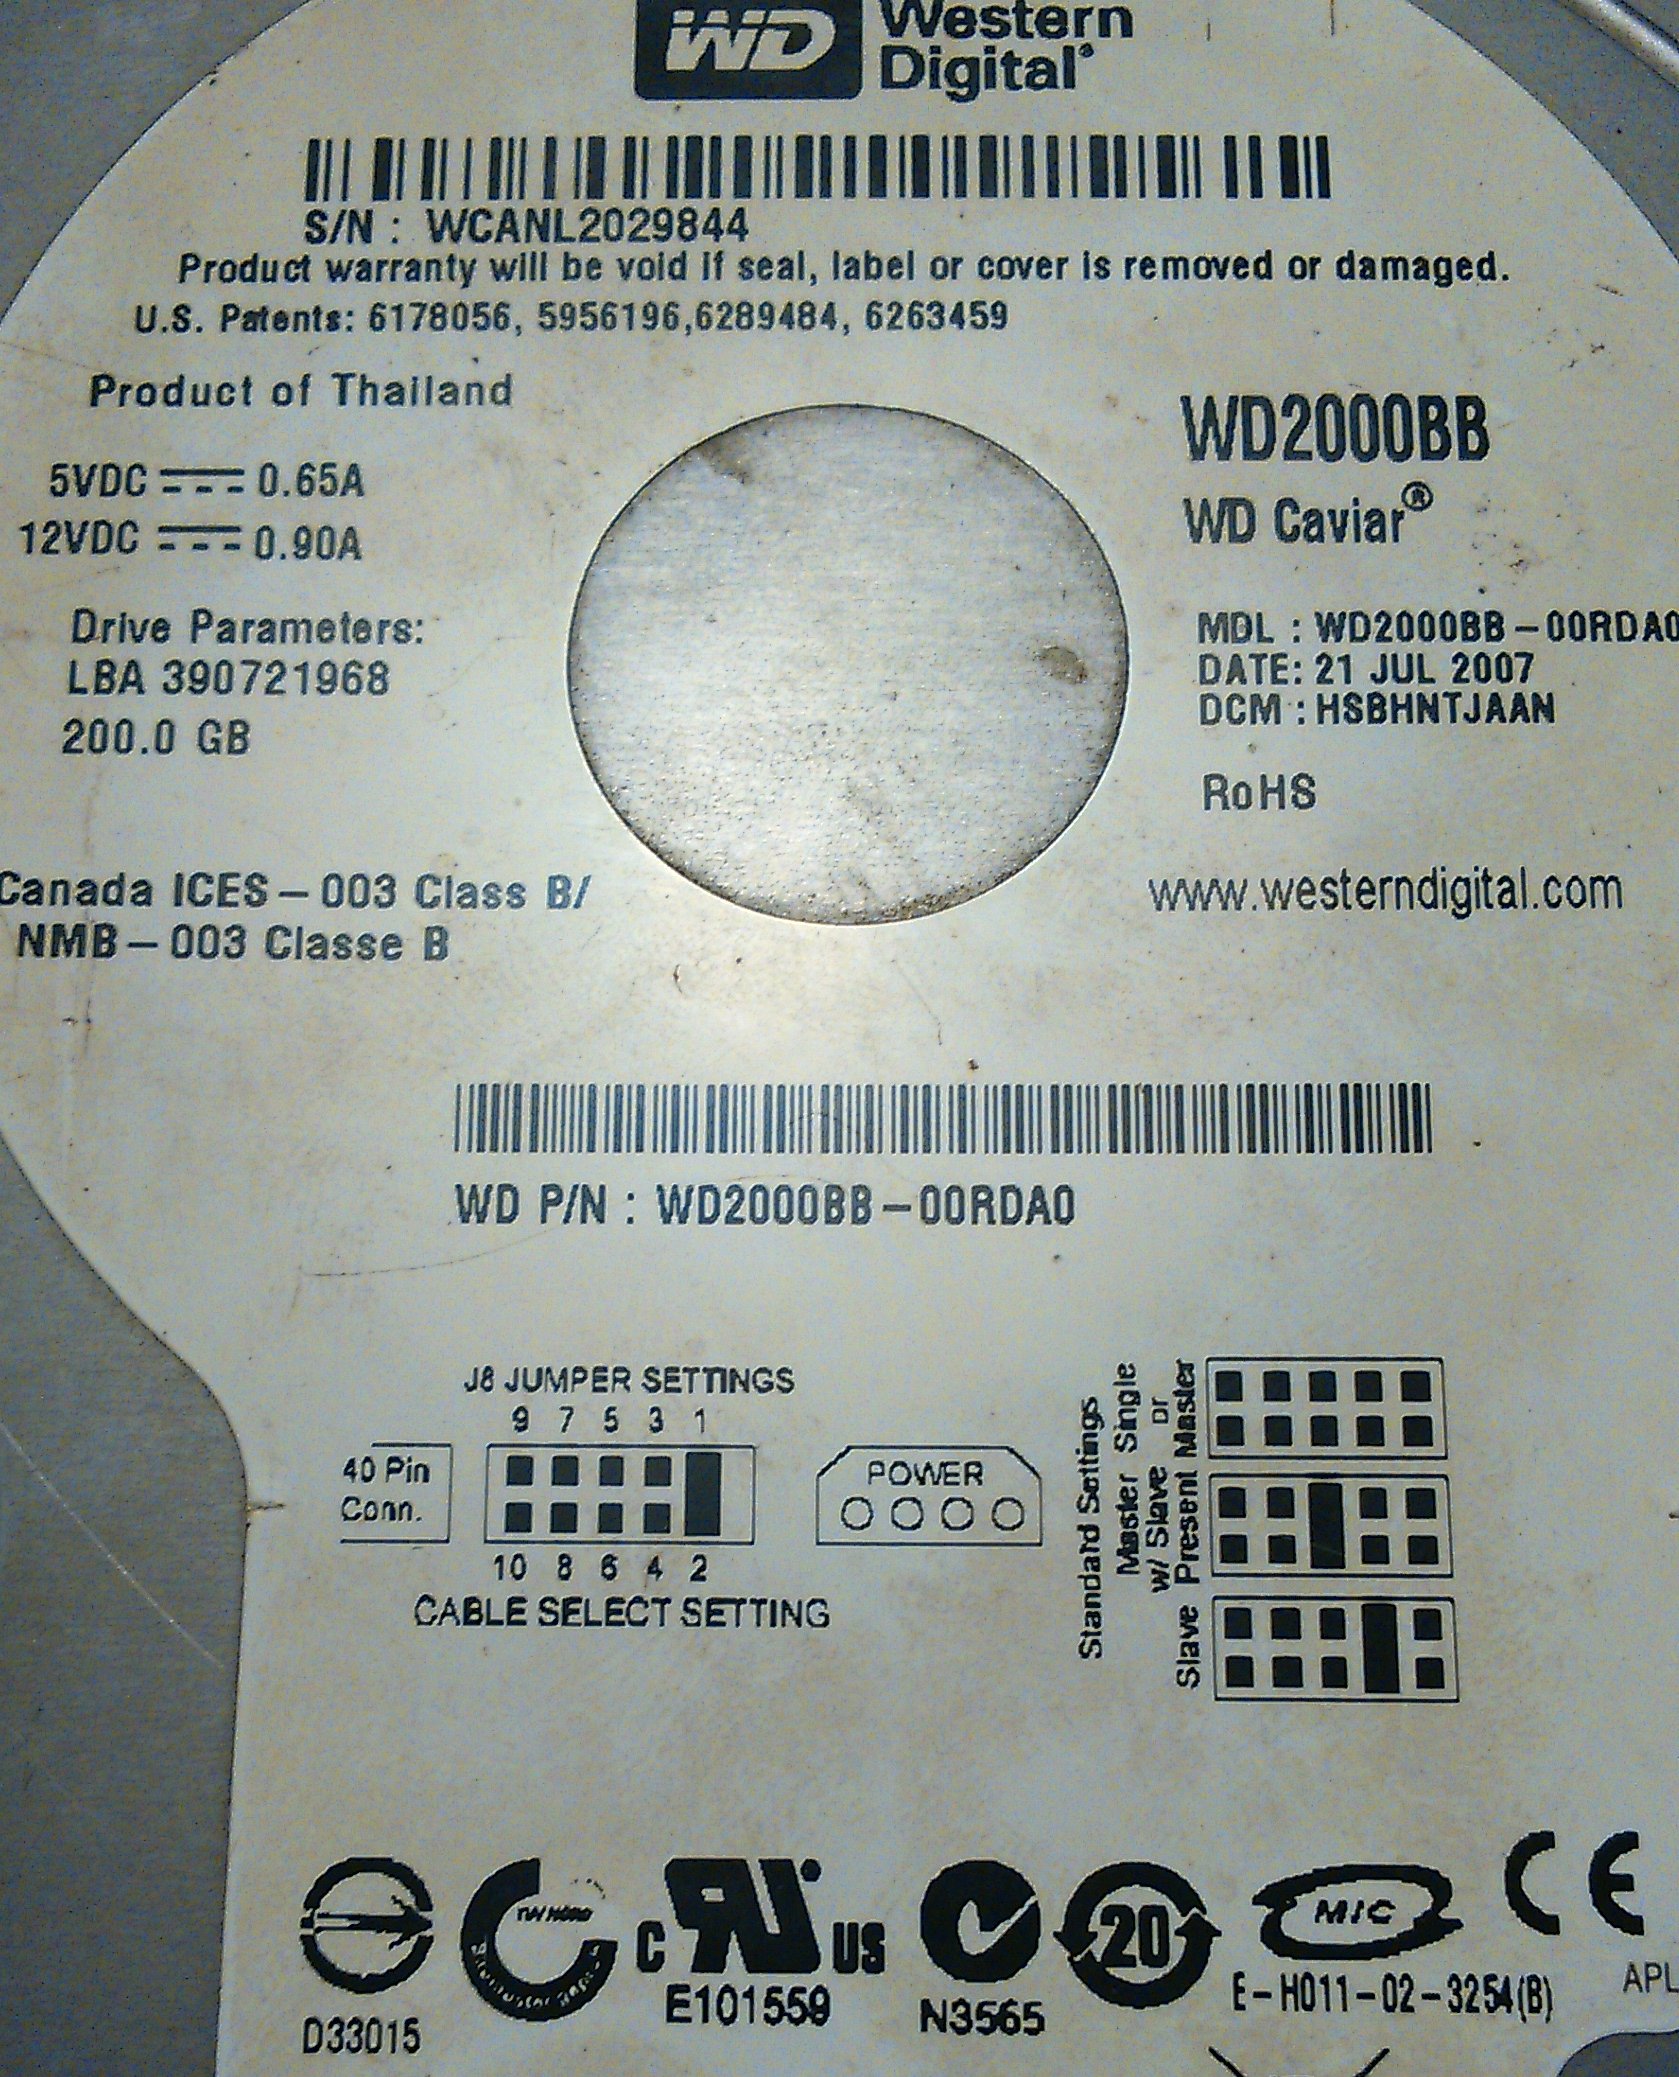 WD Western
Digital®
S/N : WCANL2029844
Product warranty will be void if seal, label or cover is removed or damaged.
U.S. Patents: 6178056, 5956196,6289484, 6263459
Product of Thailand
5VDC 0.65A
12VDC 0.90A
Drive Parameters:
LBA 390721968
200.0 GB
WD2000BB
WD Caviar®
MDL : WD2000BB-00RDA0
DATE: 21 JUL 2007
DCM : HSBHNTJAAN
RoHS
Canada ICES-003 Class B/
NMB-003 Classe B
www.westerndigital.com
WD P/N : WD2000BB-00RDA0
J8 JUMPER SETTINGS
9 7 5 3 1
40 Pin
Conn.
10 8 6 4 2
CABLE SELECT SETTING
POWER
Standard Settings
Master Single
or
w/ Slave
Present Master
Slave
D33015
C UR US
E101559
N3565
20
MIC
E-H011-02-3254(B)
CE
APL